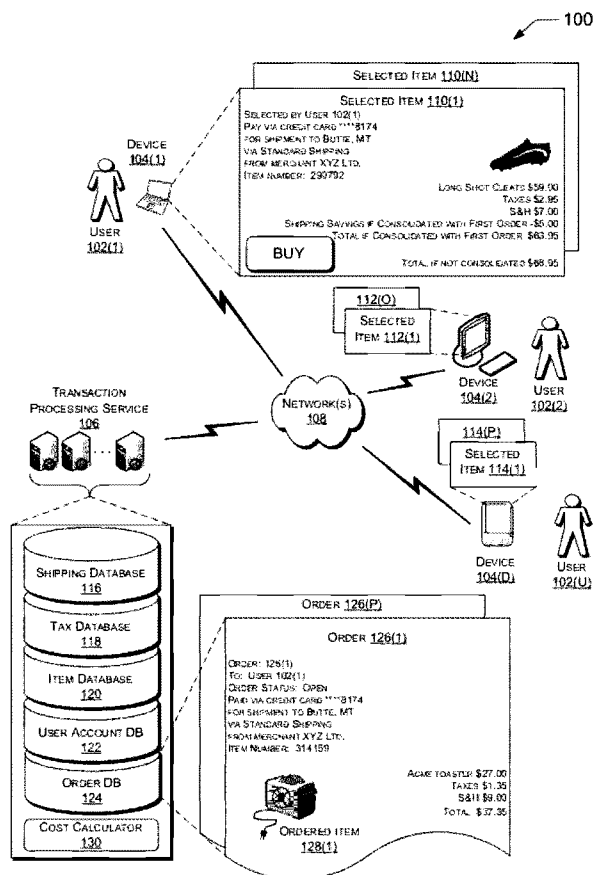 100
SELECTED ITEM 110(N)
SELECTED ITEM 110(1)
SELECTED BY USER 102(1)
PAY VIA CREDIT CARD ****8174
FOR SHIPMENT TO BUTTE, MT
VIA STANDARD SHIPPING
FROM MERCHANT XYZ LTD.
ITEM NUMBER: 290792
LONG SHOT CLEATS $59.00
TAXES $2.95
S&H $7.00
SHIPPING SAVINGS IF CONSOLIDATED WITH FIRST ORDER -$5.00
TOTAL IF CONSOLIDATED WITH FIRST ORDER $63.95
BUY
TOTAL IF NOT CONSOLIDATED $68.95
DEVICE
104(1)
USER
102(1)
112(O)
SELECTED
ITEM 112(1)
DEVICE
104(2)
USER
102(2)
NETWORK(S)
108
TRANSACTION
PROCESSING SERVICE
106
114(P)
SELECTED
ITEM 114(1)
DEVICE
104(D)
USER
102(U)
SHIPPING DATABASE
116
TAX DATABASE
118
ITEM DATABASE
120
USER ACCOUNT DB
122
ORDER DB
124
COST CALCULATOR
130
ORDER 126(P)
ORDER 126(1)
ORDER: 126(1)
TO: USER 102(1)
ORDER STATUS: OPEN
PAID VIA CREDIT CARD ****8174
FOR SHIPMENT TO BUTTE, MT
VIA STANDARD SHIPPING
FROM MERCHANT XYZ LTD.
ITEM NUMBER: 314159
ACME TOASTER $27.00
TAXES $1.35
S&H $9.00
TOTAL $37.35
ORDERED ITEM
128(1)